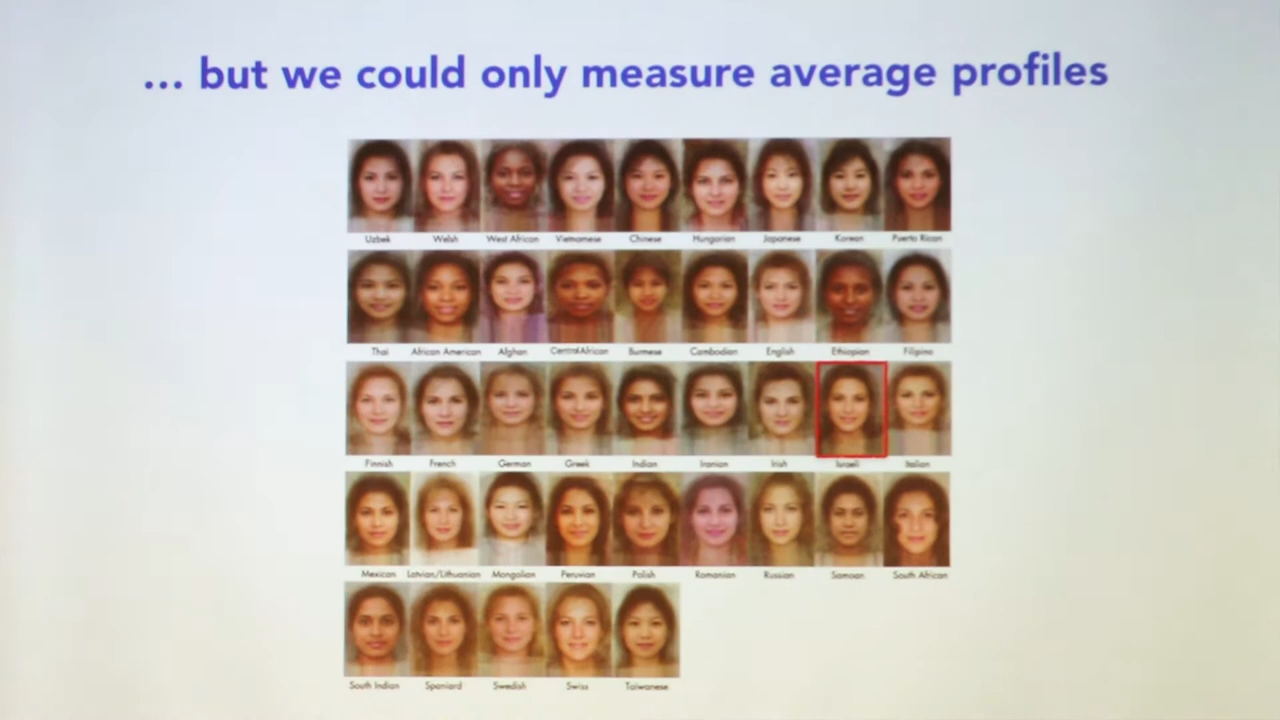 ... but we could only measure average profiles
Uzbek Welsh West African Vietnamese Chinese Hungarian Japanese Korean Puerto Rican
Thai African American Afghan Central African Burmese Cambodian English Ethiopian Filipino
Finnish French German Greek Indian Iranian Irish Israeli Italian
Mexican Latvian/Lithuanian Mongolian Peruvian Polish Romanian Russian Samoan South African
South Indian Spaniard Swedish Swiss Taiwanese